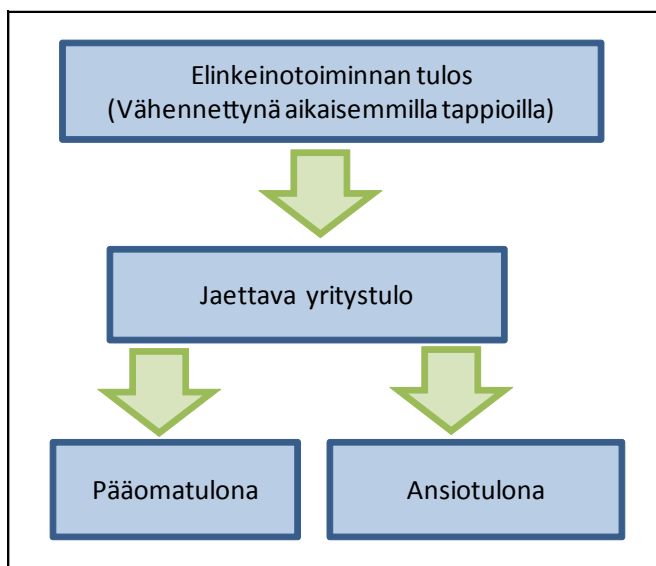 Elinkeinotoiminnan tulos
(Vähennettynä aikaisemmilla tappioilla)
Jaettava yritystulo
Pääomatulona
Ansiotulona